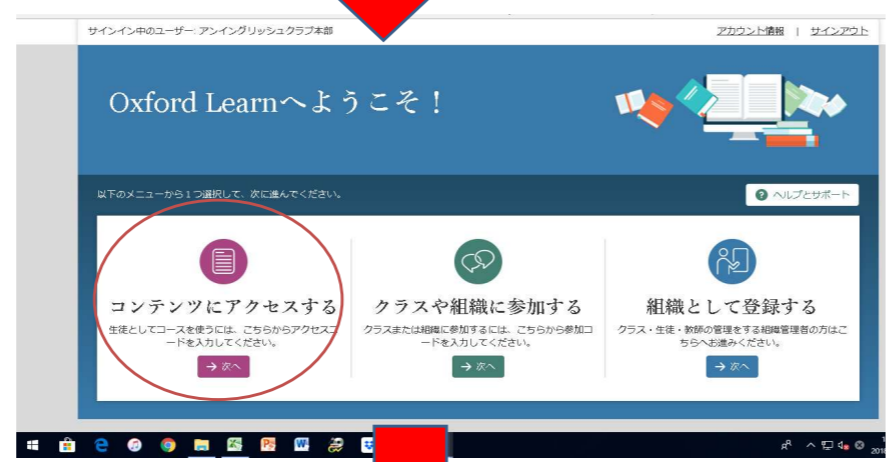 サインイン中のユーザー: アンイングリッシュクラブ本部
アカウント情報 | サインアウト
Oxford Learnへようこそ！
以下のメニューから1つ選択して、次に進んでください。
ヘルプとサポート
コンテンツにアクセスする
生徒としてコースを使うには、こちらからアクセスコ
ードを入力してください。
→ 次へ
クラスや組織に参加する
クラスまたは組織に参加するには、こちらから参加コ
ードを入力してください。
→ 次へ
組織として登録する
クラス・生徒・教師の管理をする組織管理者の方はこ
ちらへお進みください。
→ 次へ